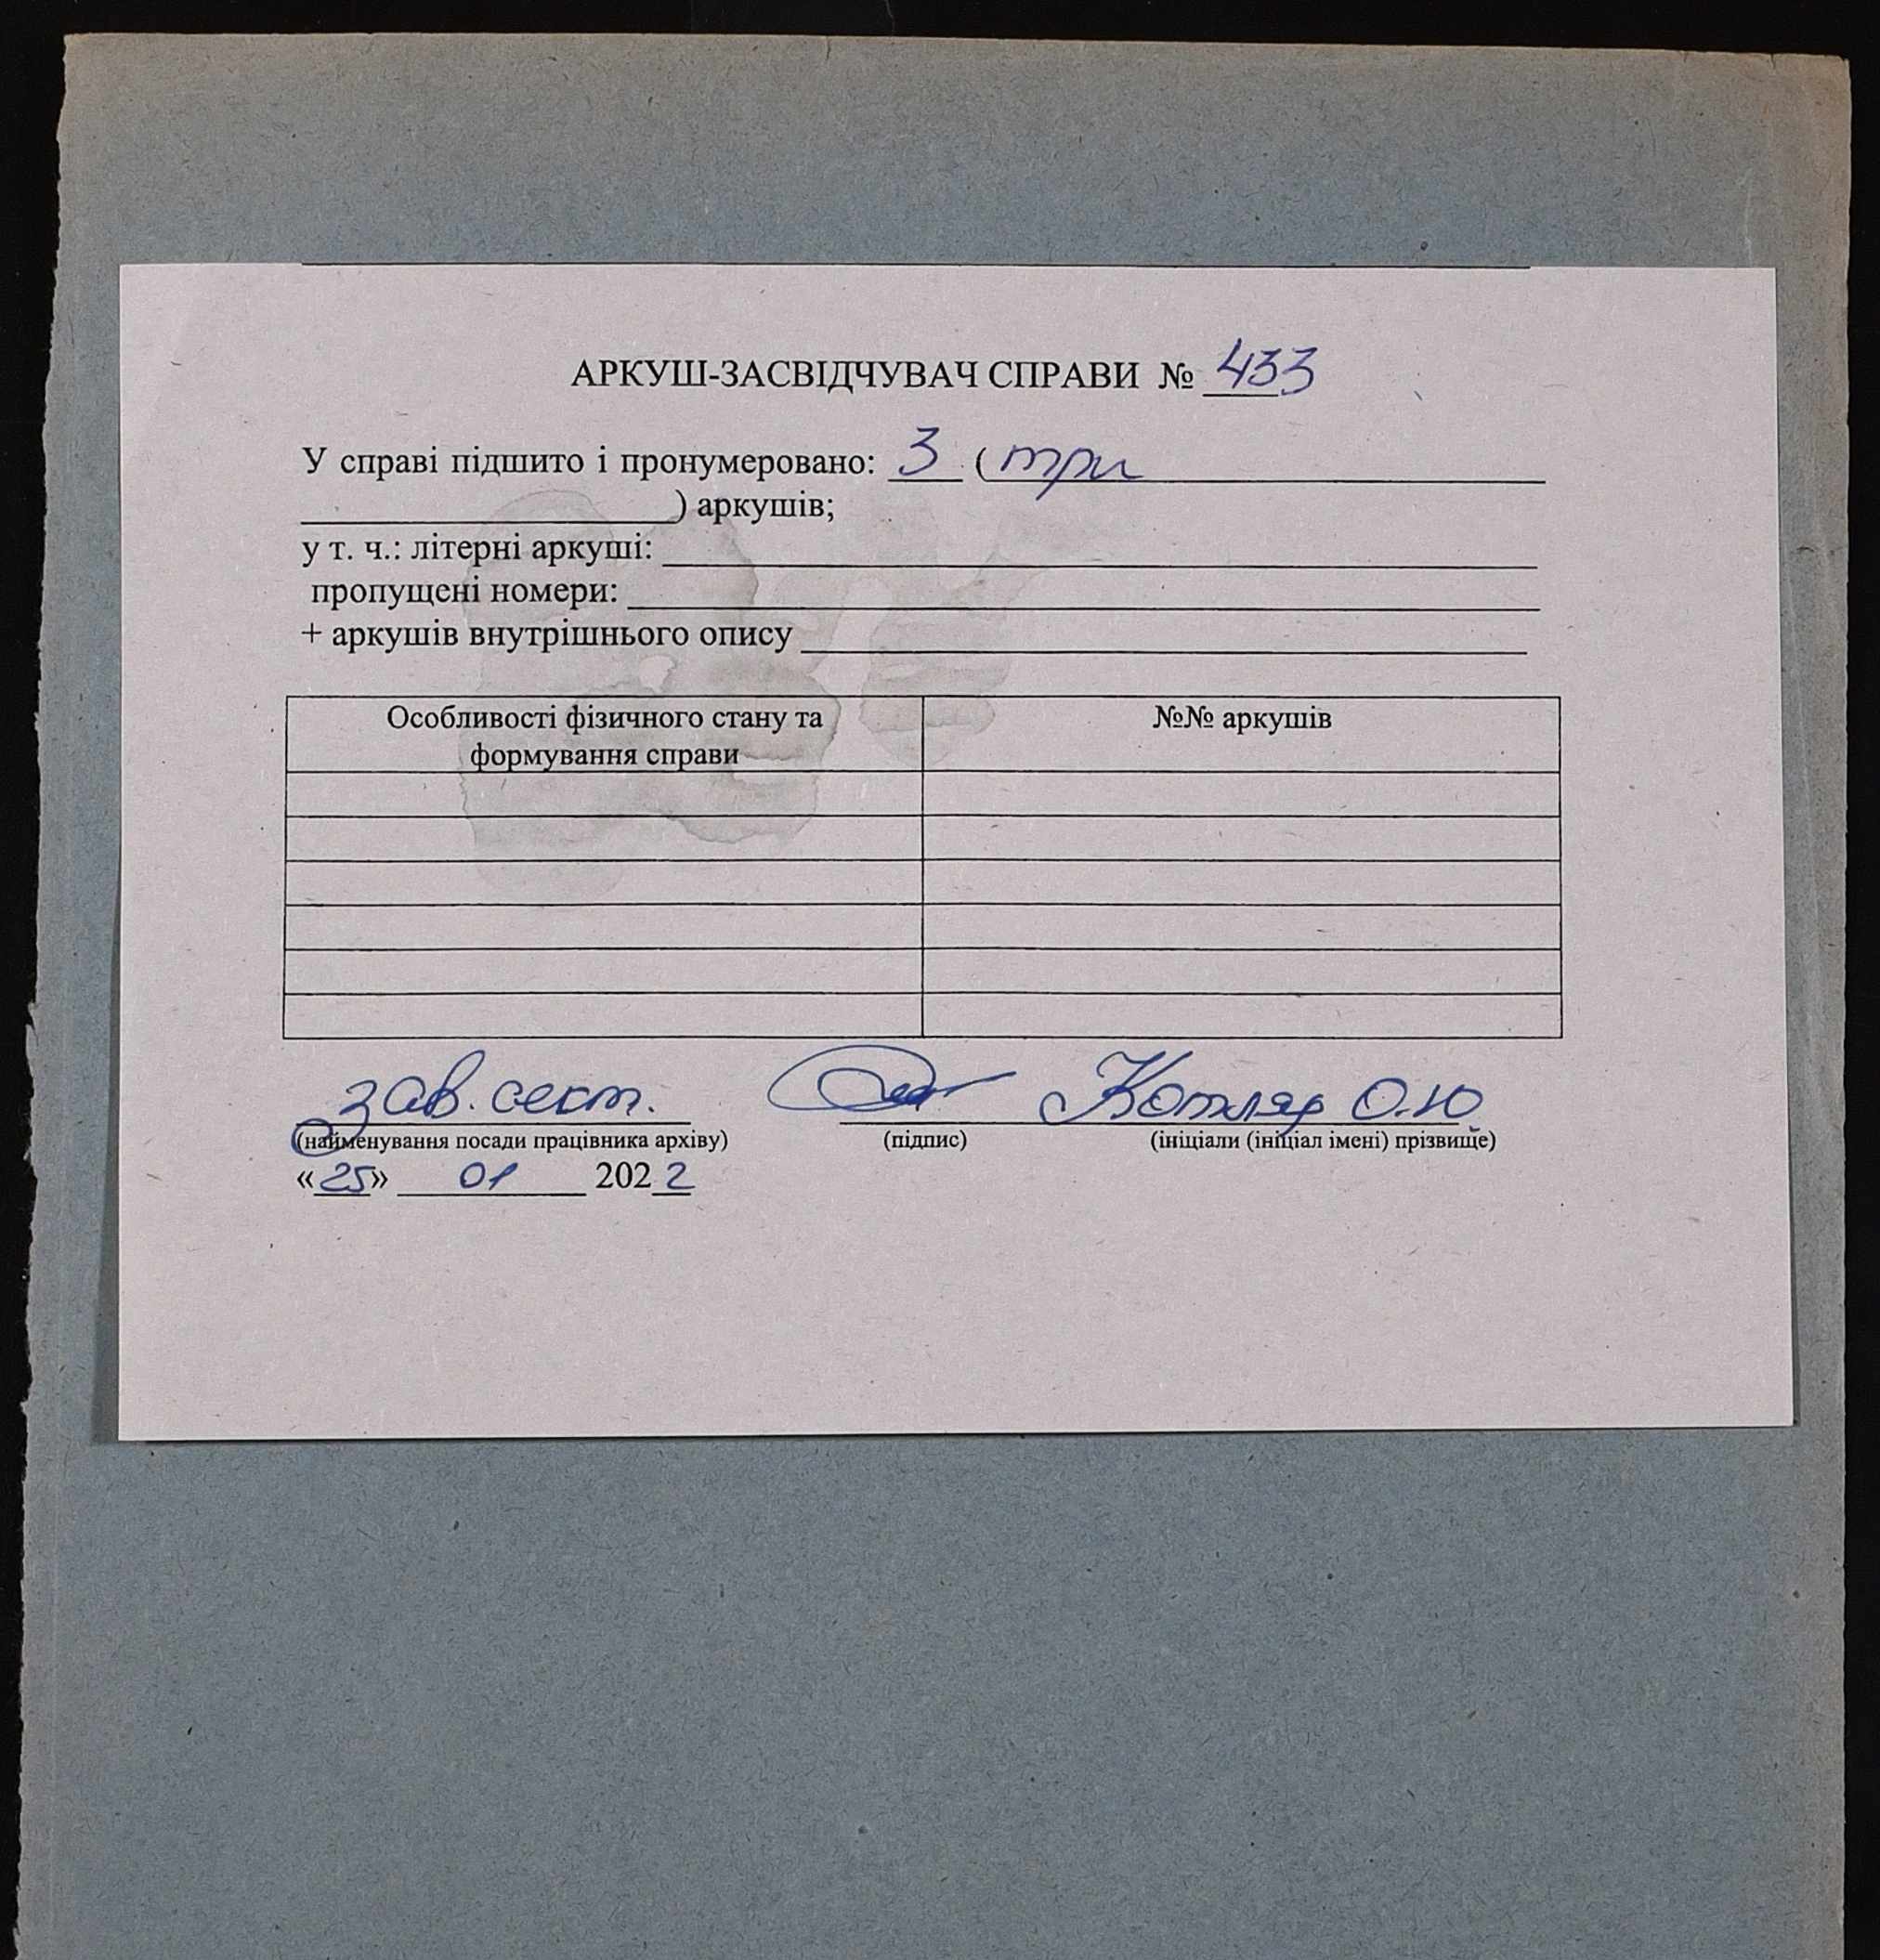 АРКУШ-ЗАСВІДЧУВАЧ СПРАВИ № 433
У справі підшито і пронумеровано: 3 ( три
) аркушів;
у т. ч.: літерні аркуші:
пропущені номери:
+ аркушів внутрішнього опису
Особливості фізичного стану та формування справи
№№ аркушів
зав. сект. Котляр О.Ю
(найменування посади працівника архіву) (підпис) (ініціали (ініціал імені) прізвище)
«25» 01 2022